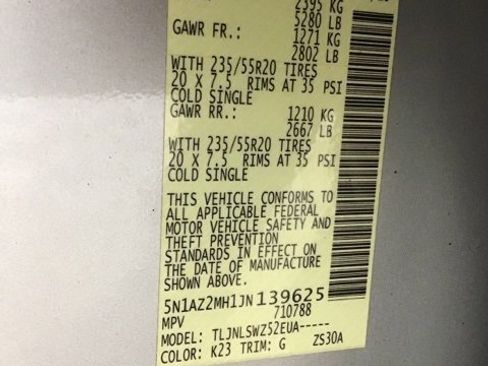 2395 KG
5280 LB
GAWR FR.: 1271 KG
2802 LB
WITH 235/55R20 TIRES
20 X 7.5 RIMS AT 35 PSI
COLD SINGLE
GAWR RR.: 1210 KG
2667 LB
WITH 235/55R20 TIRES
20 X 7.5 RIMS AT 35 PSI
COLD SINGLE
THIS VEHICLE CONFORMS TO
ALL APPLICABLE FEDERAL
MOTOR VEHICLE SAFETY AND
THEFT PREVENTION
STANDARDS IN EFFECT ON
THE DATE OF MANUFACTURE
SHOWN ABOVE.
5N1AZ2MH1JN139625
MPV 710788
MODEL: TLJNLSWZ52EUA-----
COLOR: K23 TRIM: G ZS30A